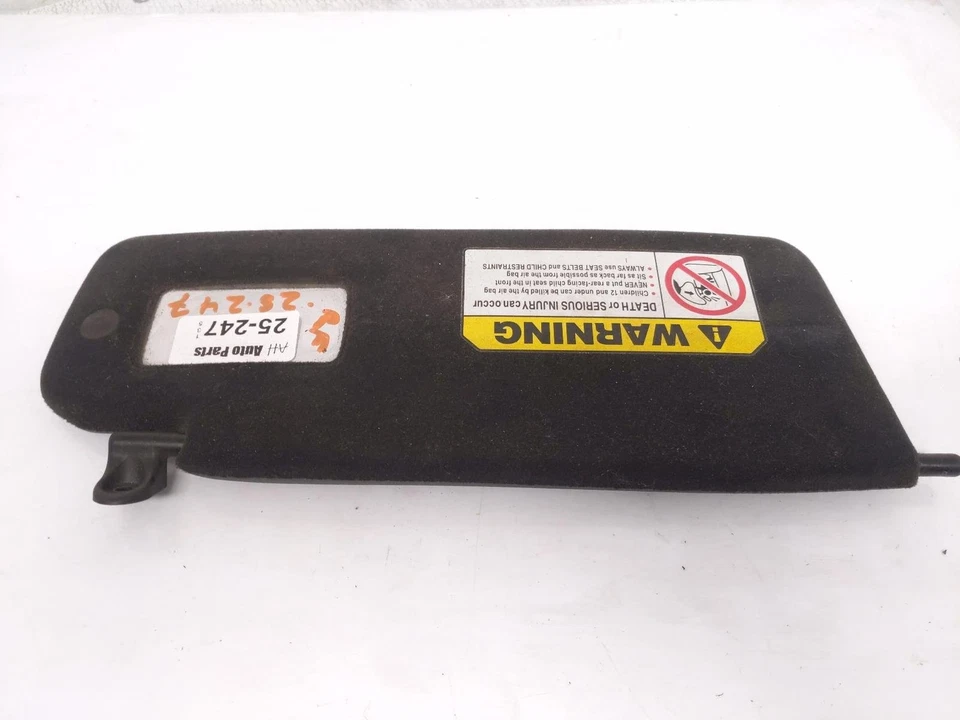 WARNING
DEATH or SERIOUS INJURY can occur
• Children 12 and under can be killed by the air bag
• NEVER put a rear-facing child seat in the front
• Sit as far back as possible from the air bag
• ALWAYS use SEAT BELTS and CHILD RESTRAINTS
AH Auto Parts
25-247
25-247